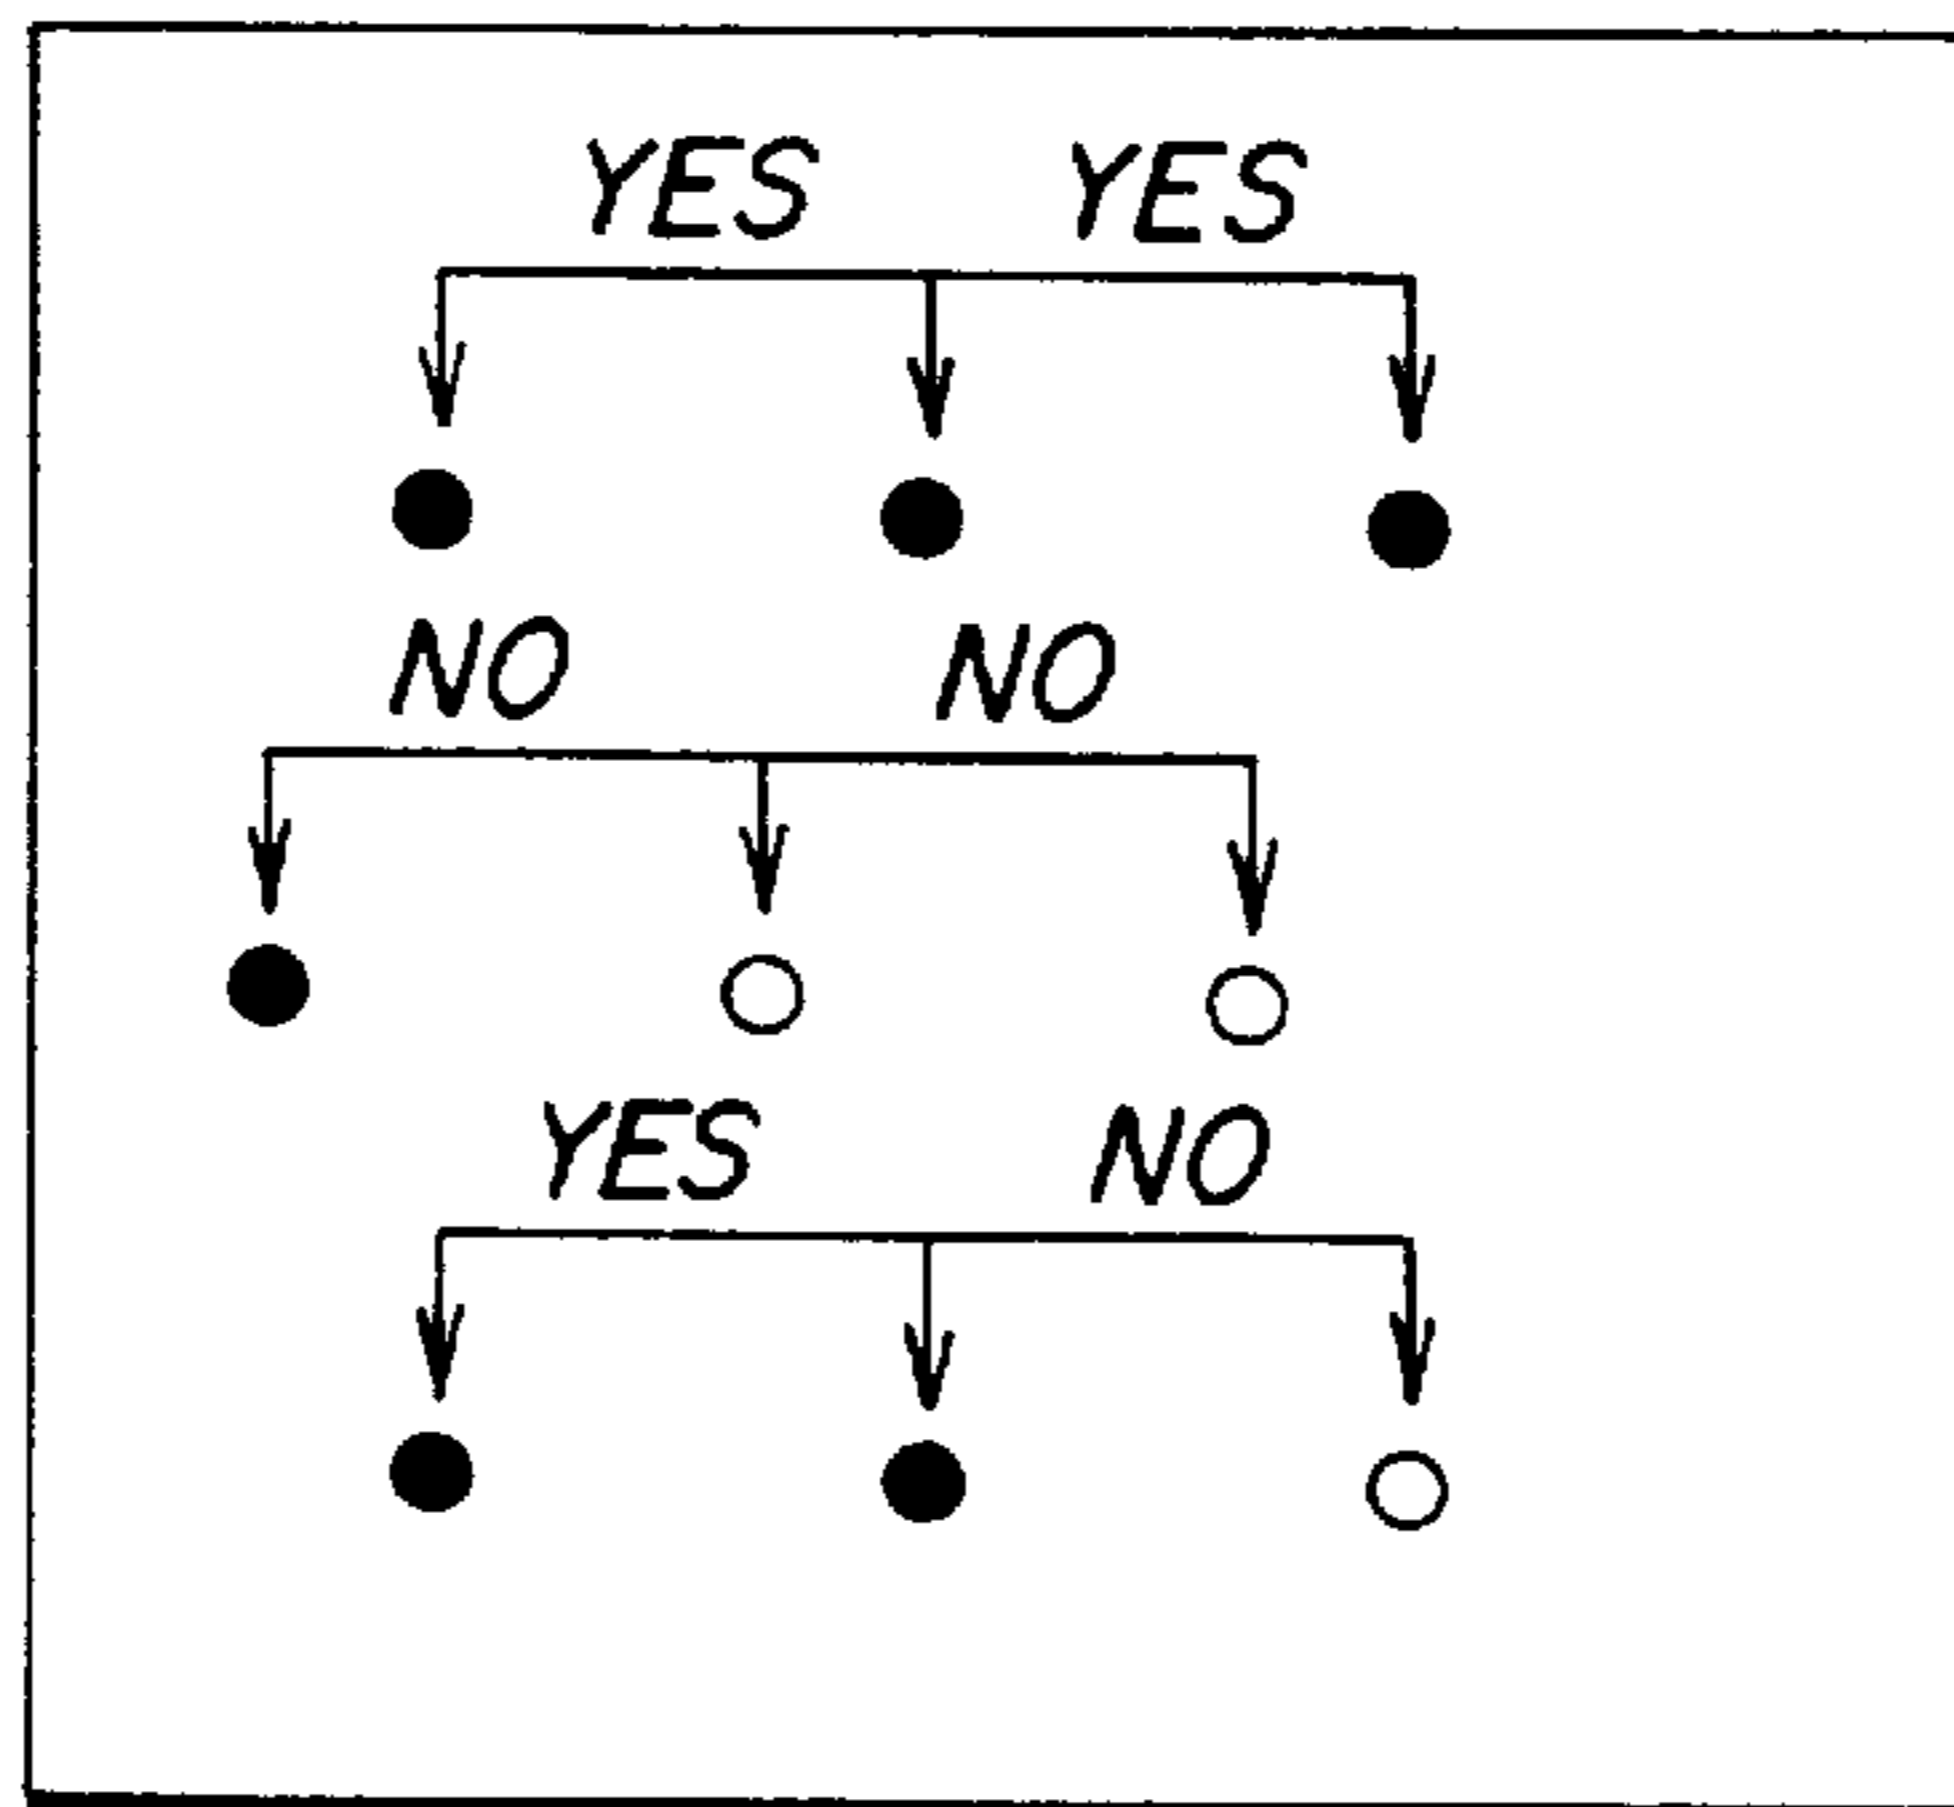 YES YES
NO NO
YES NO